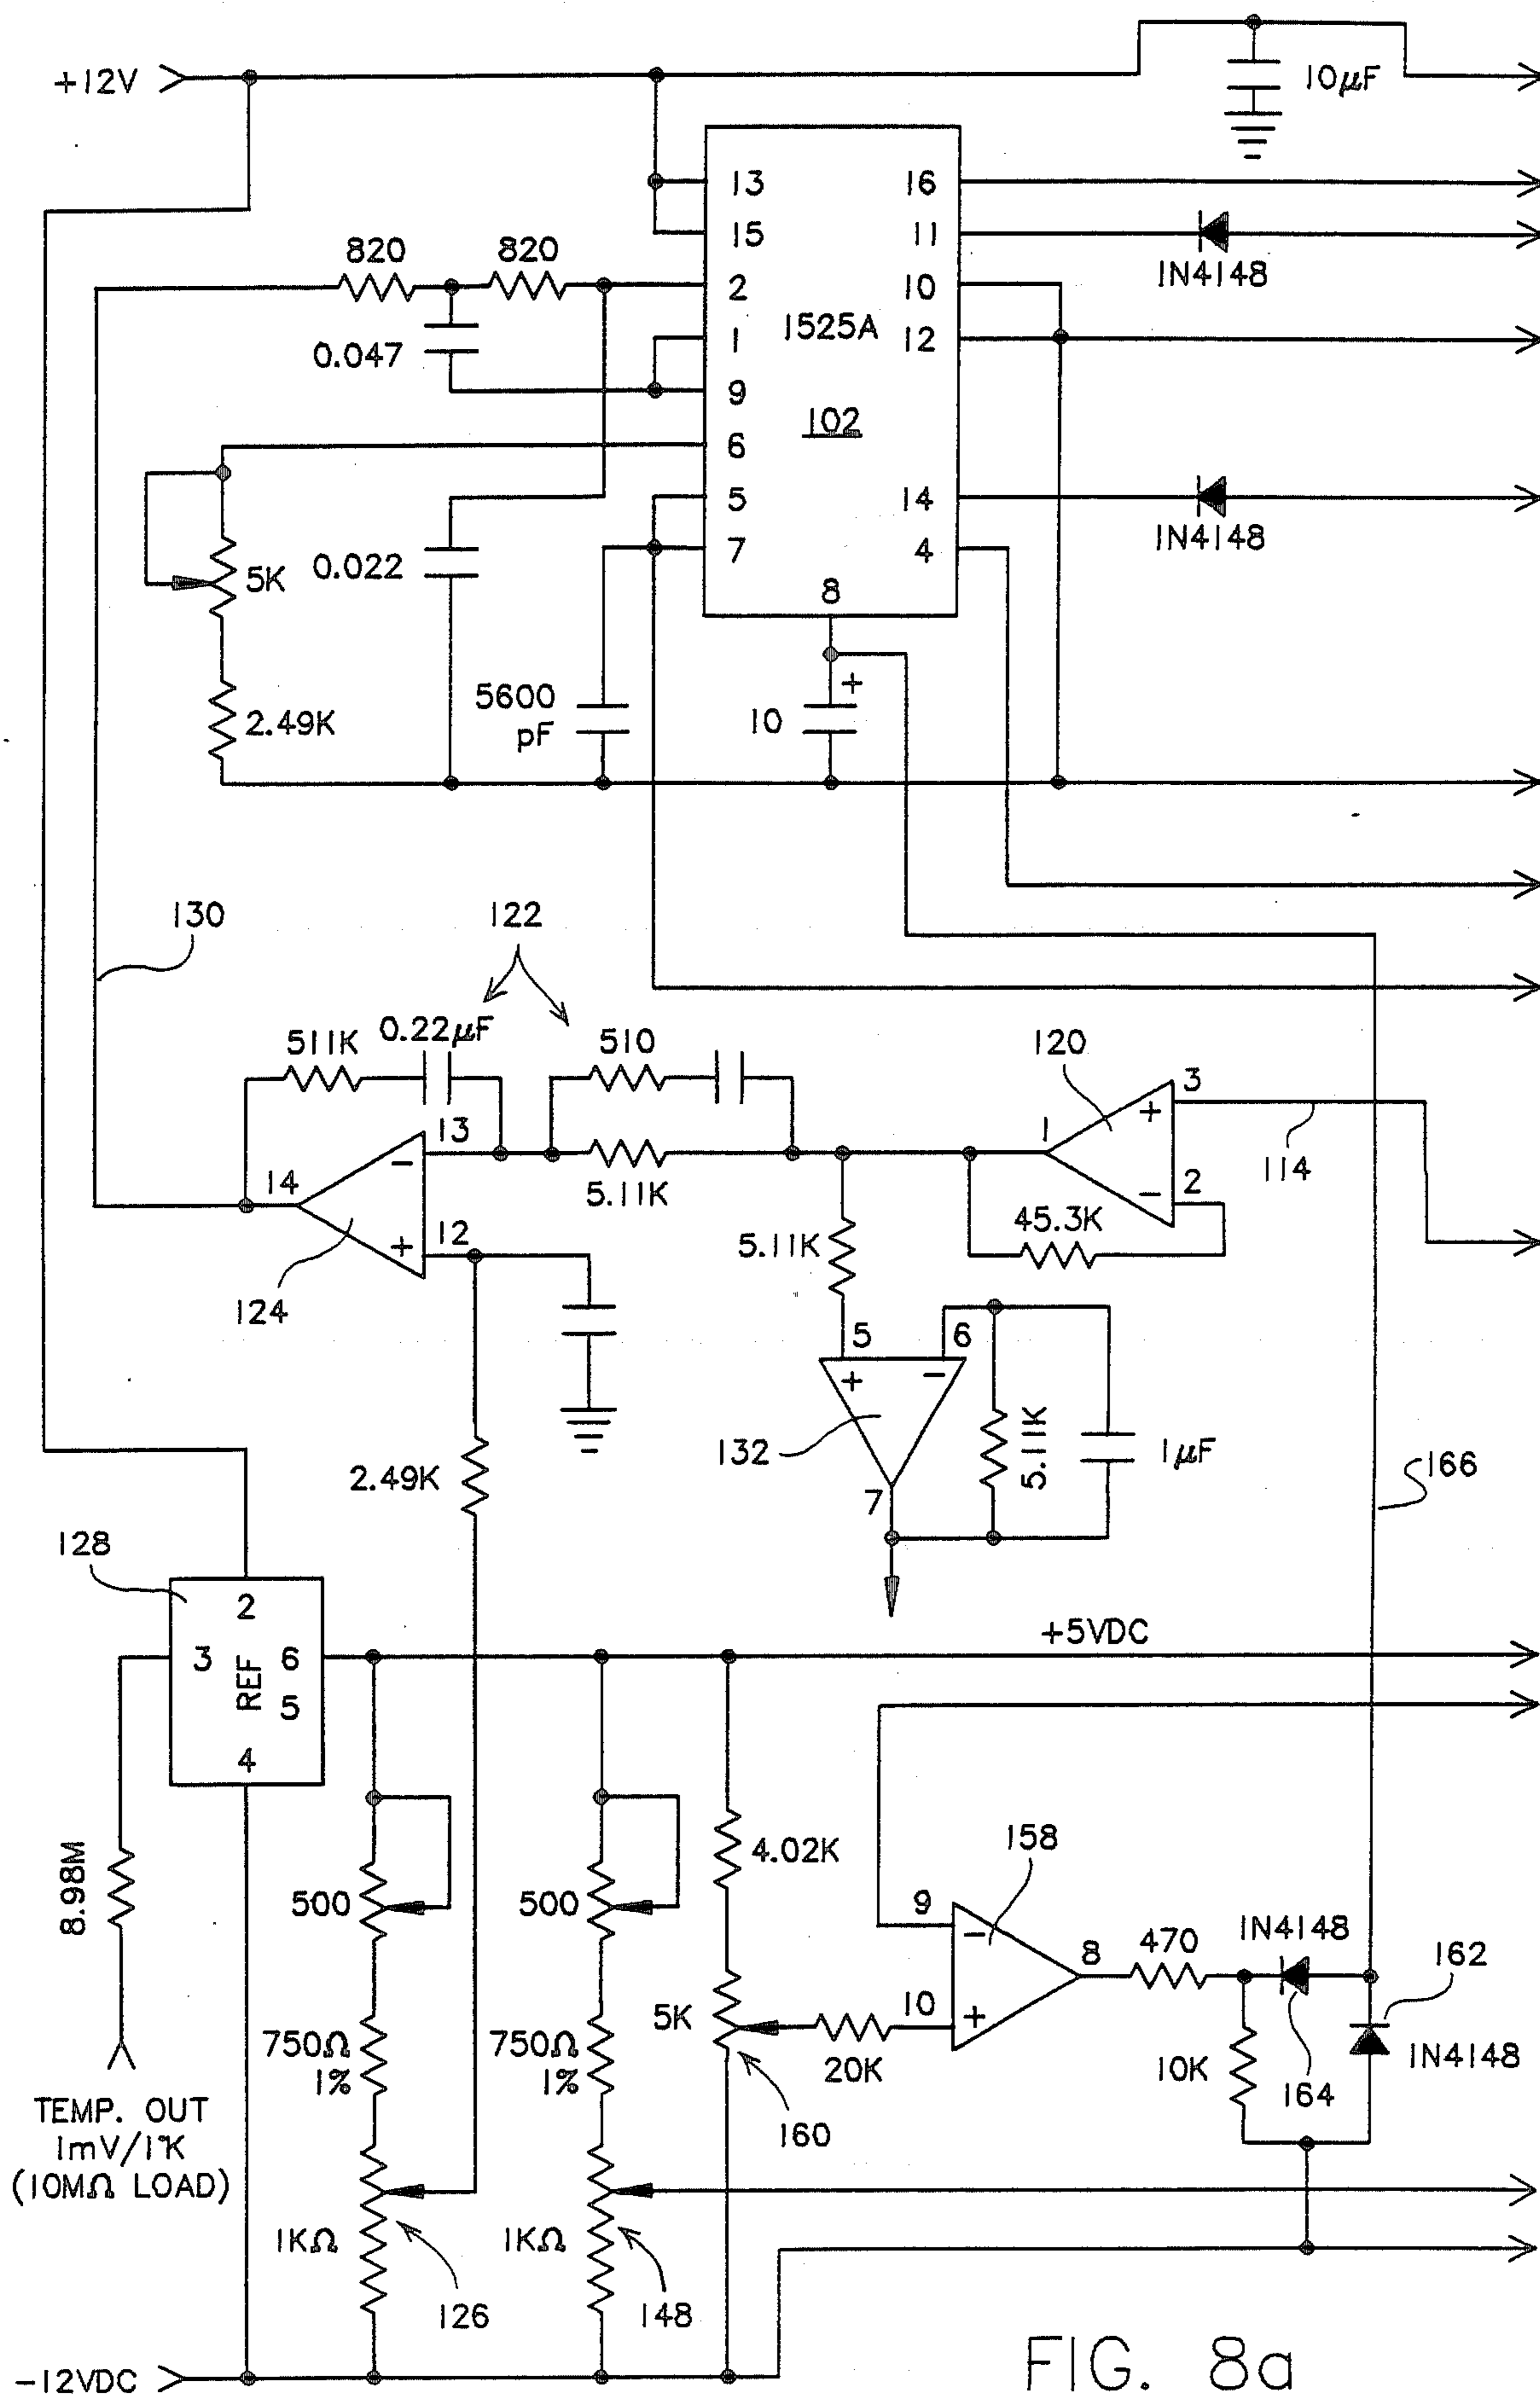 +12V
10µF
13
16
15
11
820
820
1N4148
2
10
1
1525A
12
0.047
9
102
6
5
14
1N4148
5K
0.022
7
4
8
+
5600
pF
10
2.49K
130
122
511K
0.22µF
510
120
3
+
13
1
−
114
14
5.11K
2
−
12
45.3K
+
5.11K
124
5
6
+
−
5.11K
132
1µF
2.49K
7
166
128
2
+5VDC
3
REF
6
5
4
158
4.02K
8.98M
9
500
500
−
8
470
1N4148
162
10
5K
+
750Ω
1%
750Ω
1%
20K
10K
1N4148
164
TEMP. OUT
1mV/1°K
(10MΩ LOAD)
160
1KΩ
1KΩ
126
148
−12VDC
FIG. 8a